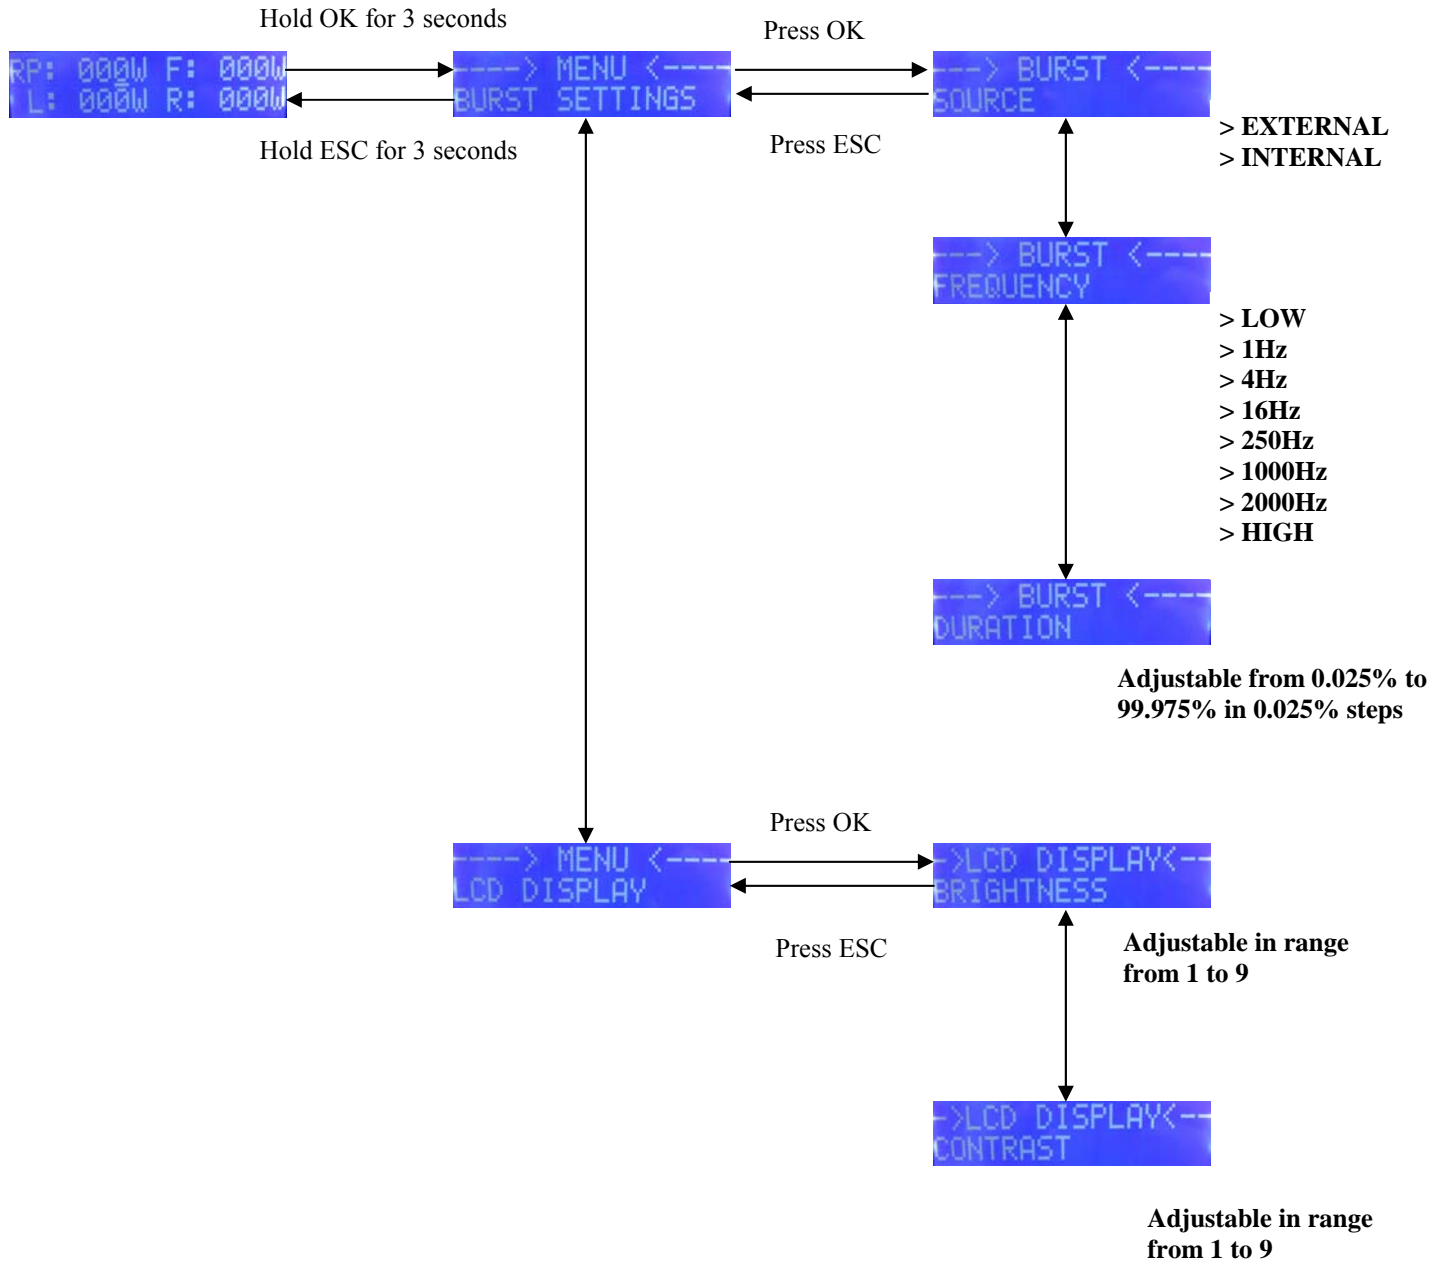 Hold OK for 3 seconds
Press OK
RP: 000W F: 000W
L: 000W R: 000W
----> MENU <----
BURST SETTINGS
---> BURST <----
SOURCE
Hold ESC for 3 seconds
Press ESC
> EXTERNAL
> INTERNAL
---> BURST <----
FREQUENCY
> LOW
> 1Hz
> 4Hz
> 16Hz
> 250Hz
> 1000Hz
> 2000Hz
> HIGH
---> BURST <----
DURATION
Adjustable from 0.025% to
99.975% in 0.025% steps
Press OK
----> MENU <----
LCD DISPLAY
->LCD DISPLAY<--
BRIGHTNESS
Press ESC
Adjustable in range
from 1 to 9
->LCD DISPLAY<--
CONTRAST
Adjustable in range
from 1 to 9